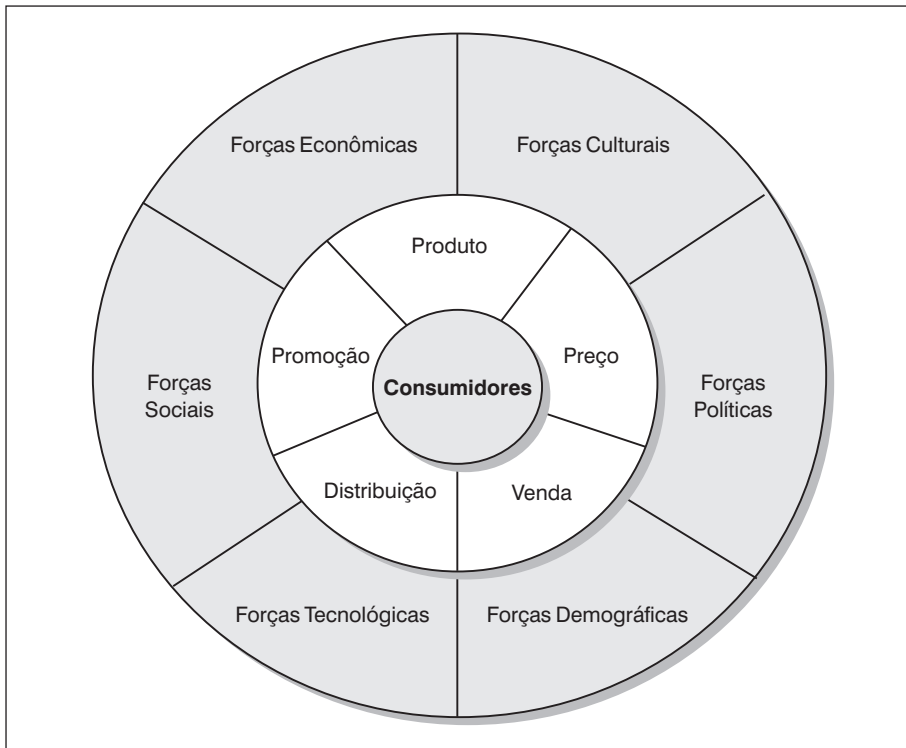 Forças Econômicas
Forças Culturais
Produto
Promoção
Preço
Consumidores
Forças
Sociais
Forças
Políticas
Distribuição
Venda
Forças Tecnológicas
Forças Demográficas